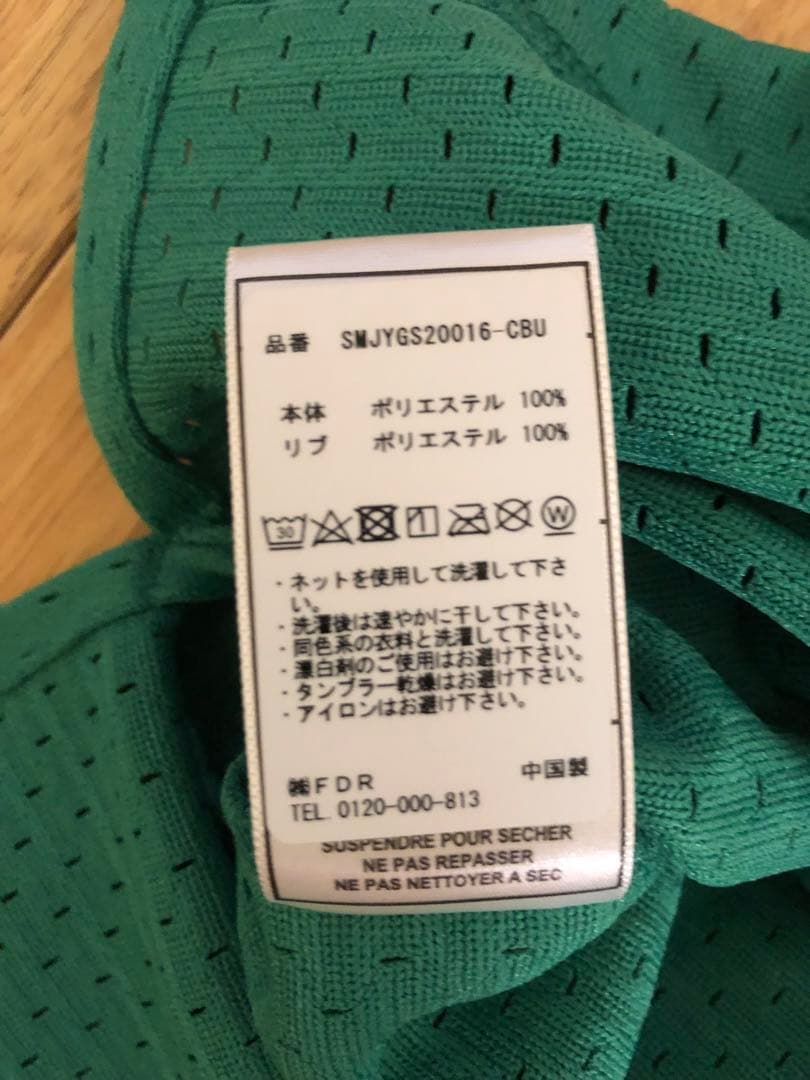 品番 SMJYGS20016-CBU
本体 ポリエステル 100%
リブ ポリエステル 100%
30 W
・ネットを使用して洗濯して下さ
い。
・洗濯後は速やかに干して下さい。
・同色系の衣料と洗濯して下さい。
・漂白剤のご使用はお避け下さい。
・タンブラー乾燥はお避け下さい。
・アイロンはお避け下さい。
㈱FDR 中国製
TEL. 0120-000-813
SUSPENDRE POUR SECHER
NE PAS REPASSER
NE PAS NETTOYER A SEC